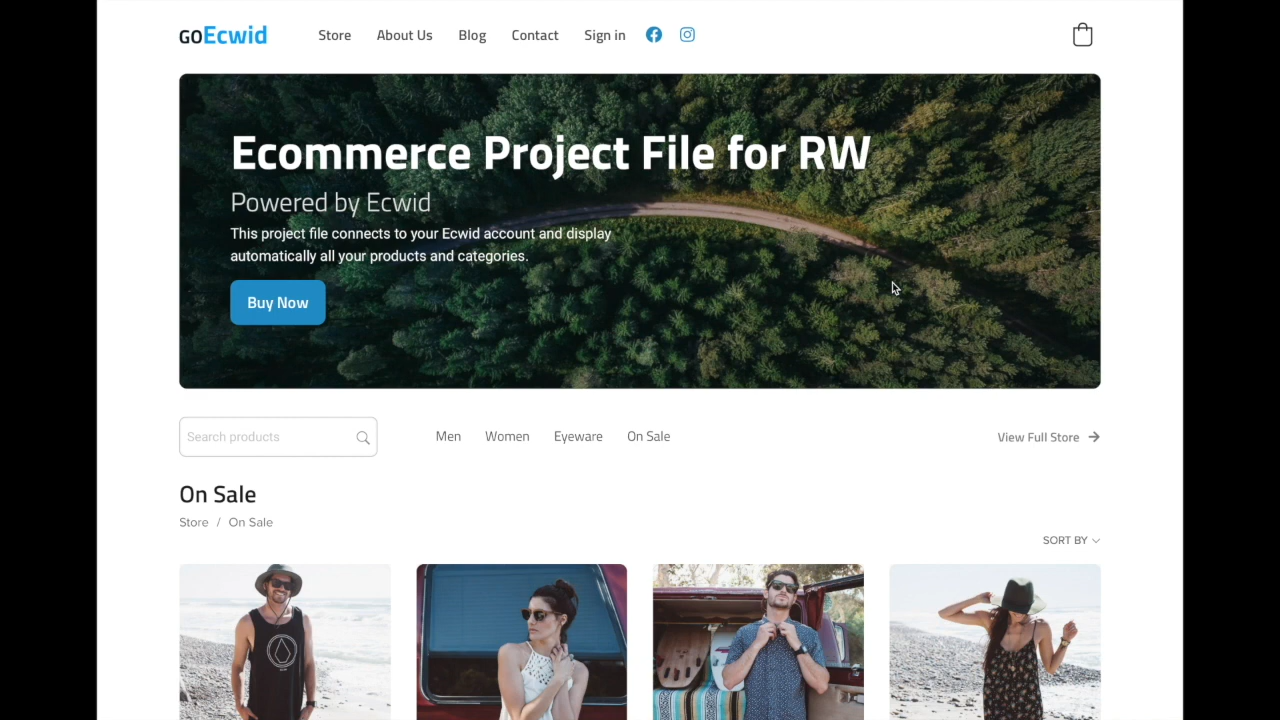 GOEcwid Store About Us Blog Contact Sign in
Ecommerce Project File for RW
Powered by Ecwid
This project file connects to your Ecwid account and display
automatically all your products and categories.
Buy Now
Search products Men Women Eyeware On Sale View Full Store
On Sale
Store / On Sale
SORT BY